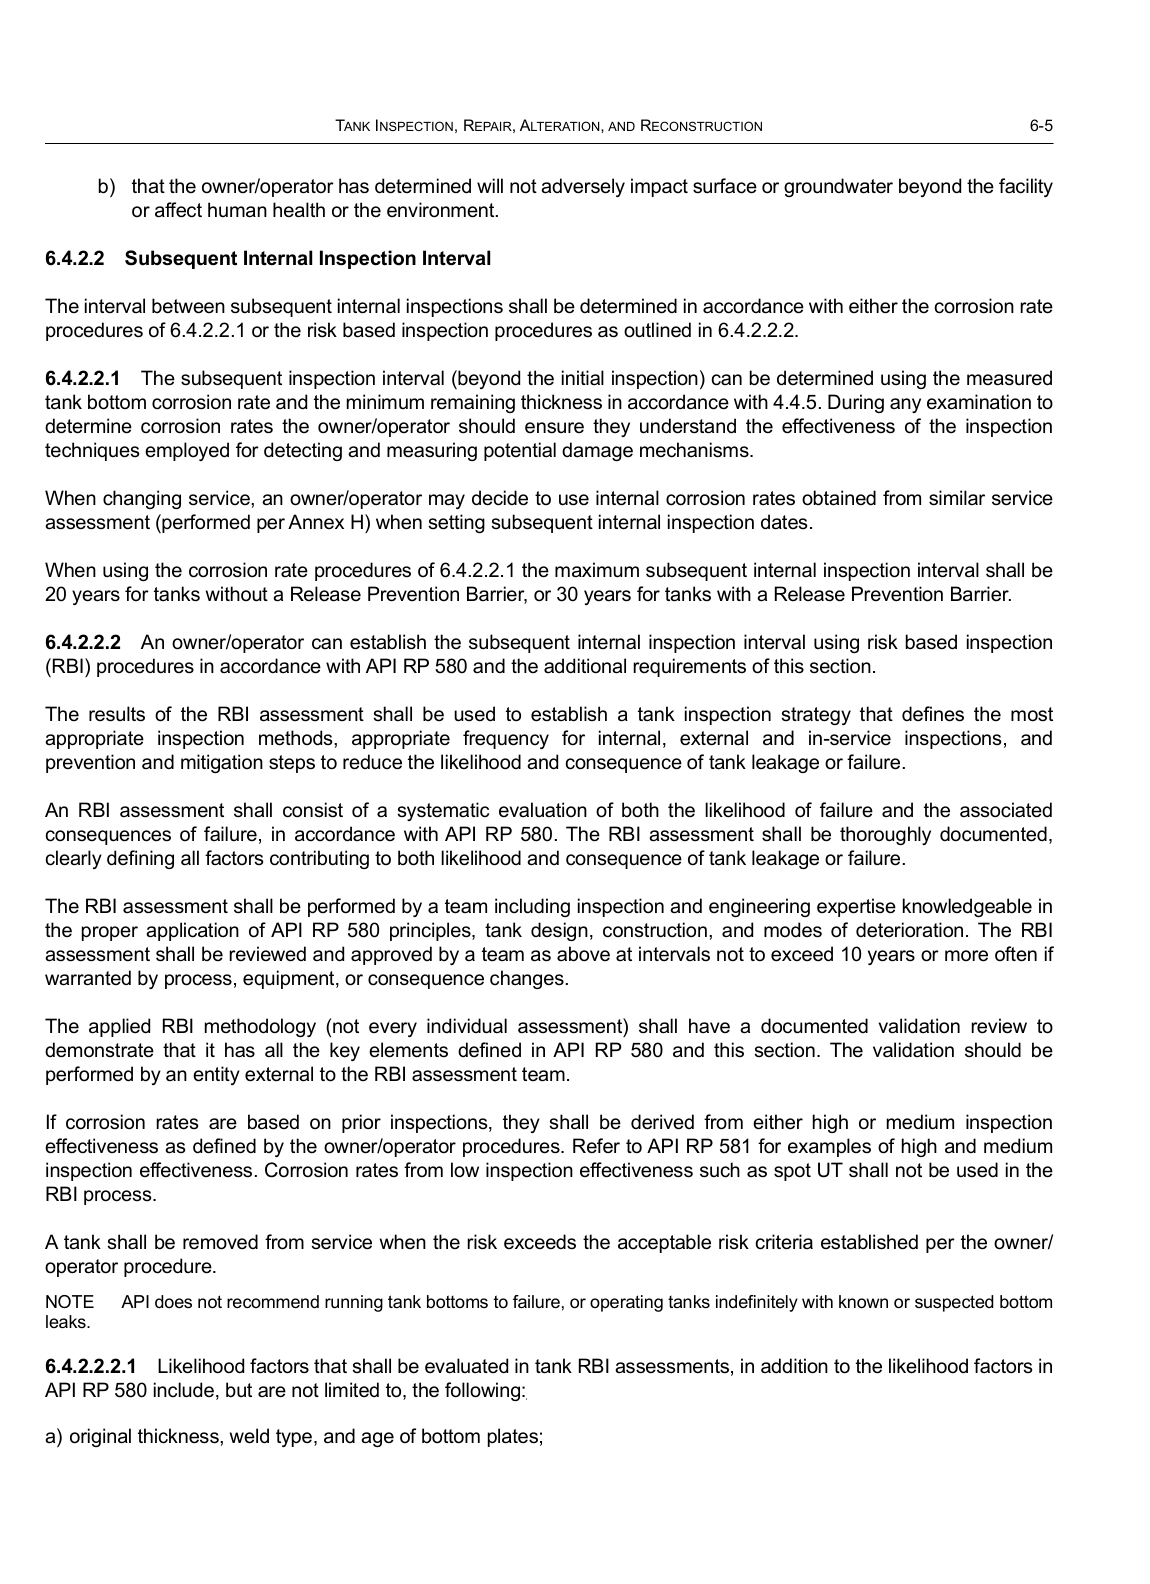 TANK INSPECTION, REPAIR, ALTERATION, AND RECONSTRUCTION 6-5
b) that the owner/operator has determined will not adversely impact surface or groundwater beyond the facility
or affect human health or the environment.
6.4.2.2 Subsequent Internal Inspection Interval
The interval between subsequent internal inspections shall be determined in accordance with either the corrosion rate
procedures of 6.4.2.2.1 or the risk based inspection procedures as outlined in 6.4.2.2.2.
6.4.2.2.1 The subsequent inspection interval (beyond the initial inspection) can be determined using the measured
tank bottom corrosion rate and the minimum remaining thickness in accordance with 4.4.5. During any examination to
determine corrosion rates the owner/operator should ensure they understand the effectiveness of the inspection
techniques employed for detecting and measuring potential damage mechanisms.
When changing service, an owner/operator may decide to use internal corrosion rates obtained from similar service
assessment (performed per Annex H) when setting subsequent internal inspection dates.
When using the corrosion rate procedures of 6.4.2.2.1 the maximum subsequent internal inspection interval shall be
20 years for tanks without a Release Prevention Barrier, or 30 years for tanks with a Release Prevention Barrier.
6.4.2.2.2 An owner/operator can establish the subsequent internal inspection interval using risk based inspection
(RBI) procedures in accordance with API RP 580 and the additional requirements of this section.
The results of the RBI assessment shall be used to establish a tank inspection strategy that defines the most
appropriate inspection methods, appropriate frequency for internal, external and in-service inspections, and
prevention and mitigation steps to reduce the likelihood and consequence of tank leakage or failure.
An RBI assessment shall consist of a systematic evaluation of both the likelihood of failure and the associated
consequences of failure, in accordance with API RP 580. The RBI assessment shall be thoroughly documented,
clearly defining all factors contributing to both likelihood and consequence of tank leakage or failure.
The RBI assessment shall be performed by a team including inspection and engineering expertise knowledgeable in
the proper application of API RP 580 principles, tank design, construction, and modes of deterioration. The RBI
assessment shall be reviewed and approved by a team as above at intervals not to exceed 10 years or more often if
warranted by process, equipment, or consequence changes.
The applied RBI methodology (not every individual assessment) shall have a documented validation review to
demonstrate that it has all the key elements defined in API RP 580 and this section. The validation should be
performed by an entity external to the RBI assessment team.
If corrosion rates are based on prior inspections, they shall be derived from either high or medium inspection
effectiveness as defined by the owner/operator procedures. Refer to API RP 581 for examples of high and medium
inspection effectiveness. Corrosion rates from low inspection effectiveness such as spot UT shall not be used in the
RBI process.
A tank shall be removed from service when the risk exceeds the acceptable risk criteria established per the owner/
operator procedure.
NOTE API does not recommend running tank bottoms to failure, or operating tanks indefinitely with known or suspected bottom
leaks.
6.4.2.2.2.1 Likelihood factors that shall be evaluated in tank RBI assessments, in addition to the likelihood factors in
API RP 580 include, but are not limited to, the following:
a) original thickness, weld type, and age of bottom plates;